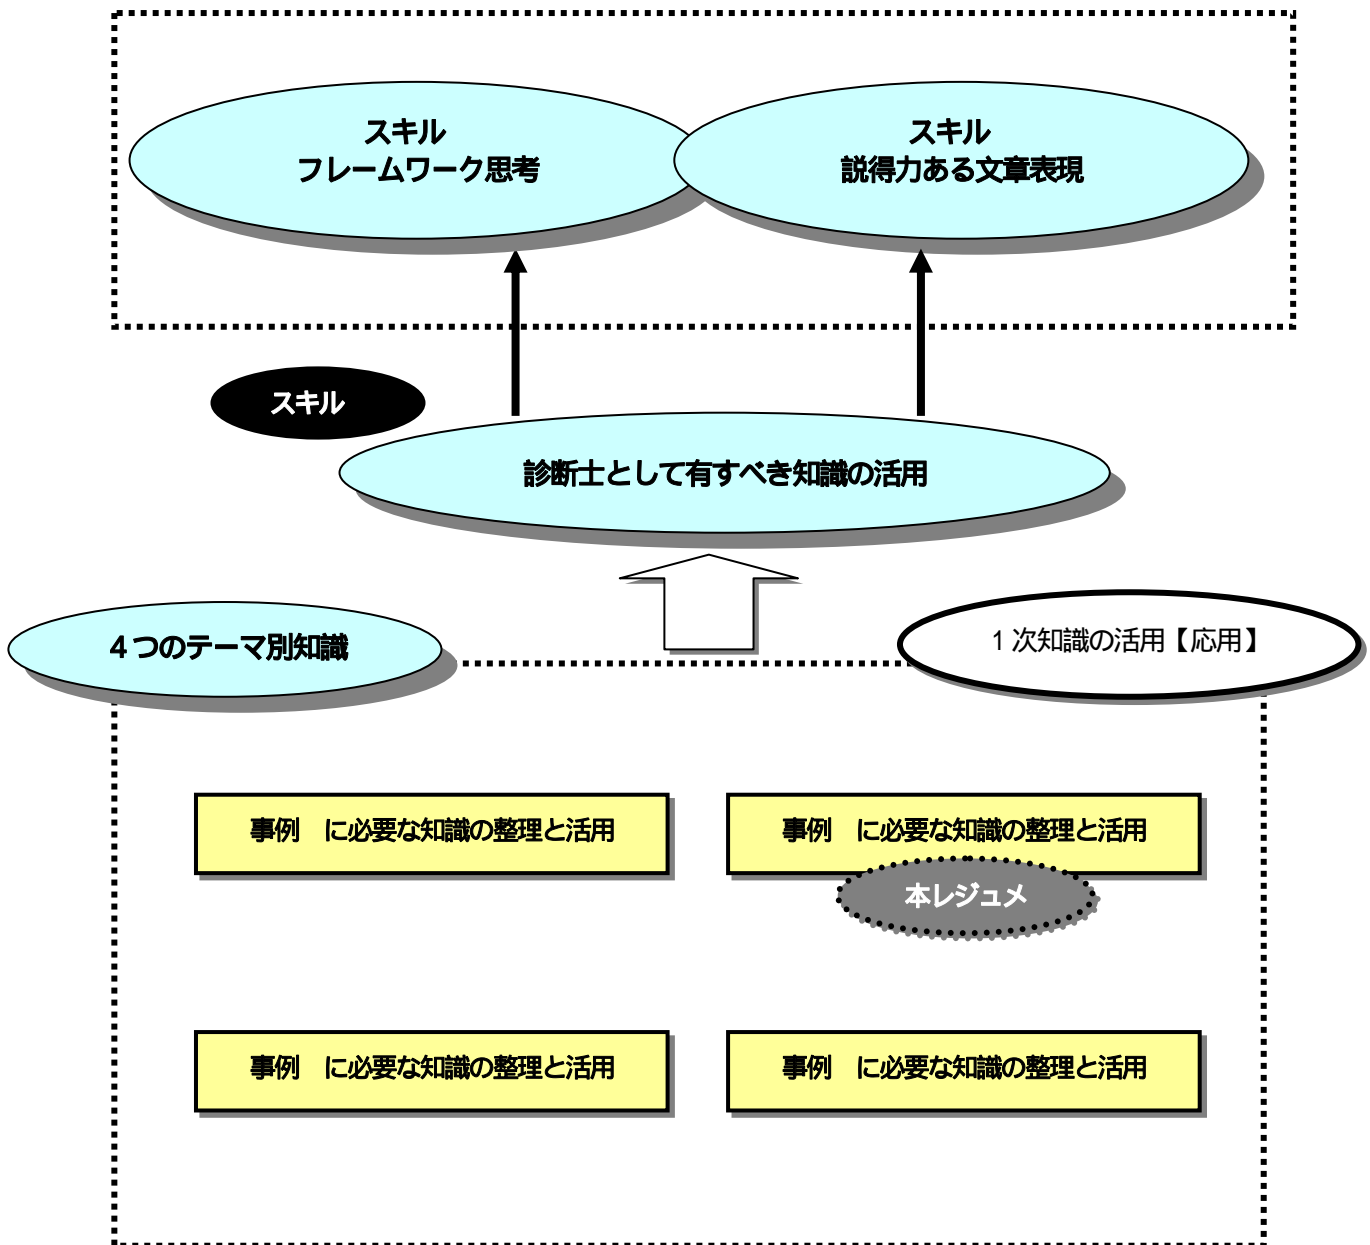 スキル
フレームワーク思考
スキル
説得力ある文章表現
スキル
診断士として有すべき知識の活用
４つのテーマ別知識
1 次知識の活用【応用】
事例　に必要な知識の整理と活用
事例　に必要な知識の整理と活用
本レジュメ
事例　に必要な知識の整理と活用
事例　に必要な知識の整理と活用